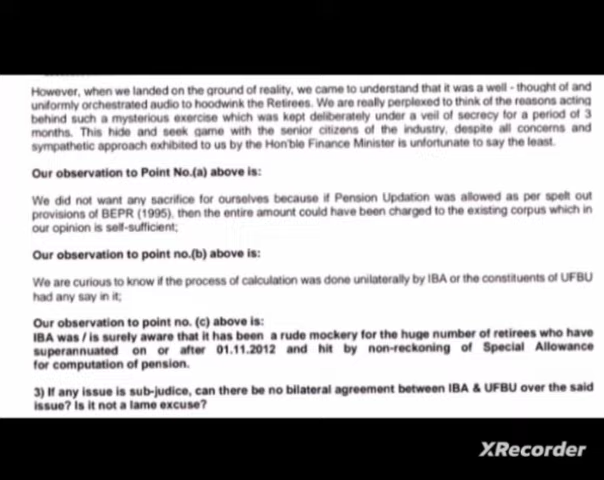 However, when we landed on the ground of reality, we came to understand that it was a well - thought of and
uniformly orchestrated audio to hoodwink the Retirees. We are really perplexed to think of the reasons acting
behind such a mysterious exercise which was kept deliberately under a veil of secrecy for a period of 3
months. This hide and seek game with the senior citizens of the industry, despite all concerns and
sympathetic approach exhibited to us by the Hon'ble Finance Minister is unfortunate to say the least.
Our observation to Point No.(a) above is:
We did not want any sacrifice for ourselves because if Pension Updation was allowed as per spelt out
provisions of BEPR (1995), then the entire amount could have been charged to the existing corpus which in
our opinion is self-sufficient;
Our observation to point no.(b) above is:
We are curious to know if the process of calculation was done unilaterally by IBA or the constituents of UFBU
had any say in it;
Our observation to point no. (c) above is:
IBA was / is surely aware that it has been a rude mockery for the huge number of retirees who have
superannuated on or after 01.11.2012 and hit by non-reckoning of Special Allowance
for computation of pension.
3) If any issue is sub-judice, can there be no bilateral agreement between IBA & UFBU over the said
issue? Is it not a lame excuse?
XRecorder